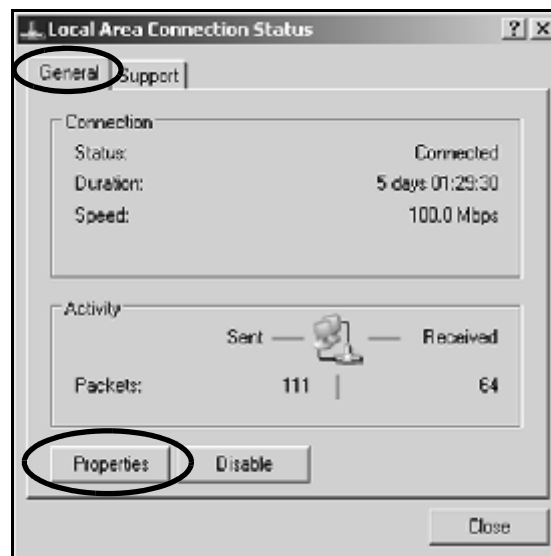 Local Area Connection Status
General Support
Connection
Status: Connected
Duration: 5 days 01:29:30
Speed: 100.0 Mbps
Activity
Sent — — Received
Packets: 111 | 64
Properties Disable
Close